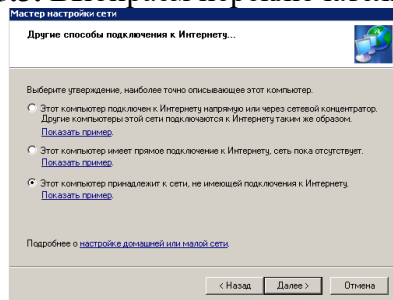 Мастер настройки сети
Другие способы подключения к Интернету...
Выберите утверждение, наиболее точно описывающее этот компьютер.
Этот компьютер подключен к Интернету напрямую или через сетевой концентратор.
Другие компьютеры этой сети подключаются к Интернету таким же образом.
Показать пример.
Этот компьютер имеет прямое подключение к Интернету, сеть пока отсутствует.
Показать пример.
Этот компьютер принадлежит к сети, не имеющей подключения к Интернету.
Показать пример.
Подробнее о настройке домашней или малой сети.
< Назад Далее > Отмена